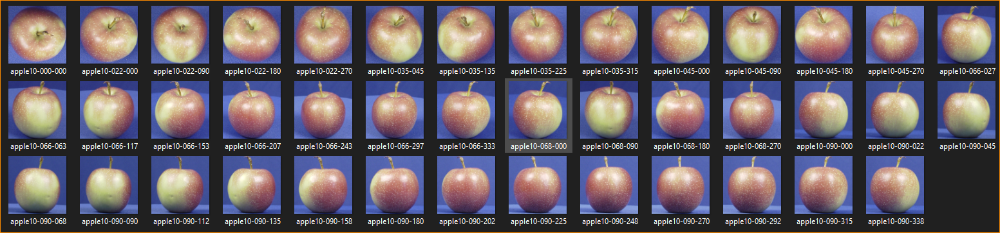 apple10-000-000 apple10-022-000 apple10-022-090 apple10-022-180 apple10-022-270 apple10-035-045 apple10-035-135 apple10-035-225 apple10-035-315 apple10-045-000 apple10-045-090 apple10-045-180 apple10-045-270 apple10-066-027
apple10-066-063 apple10-066-117 apple10-066-153 apple10-066-207 apple10-066-243 apple10-066-297 apple10-066-333 apple10-068-000 apple10-068-090 apple10-068-180 apple10-068-270 apple10-090-000 apple10-090-022 apple10-090-045
apple10-090-068 apple10-090-090 apple10-090-112 apple10-090-135 apple10-090-158 apple10-090-180 apple10-090-202 apple10-090-225 apple10-090-248 apple10-090-270 apple10-090-292 apple10-090-315 apple10-090-338